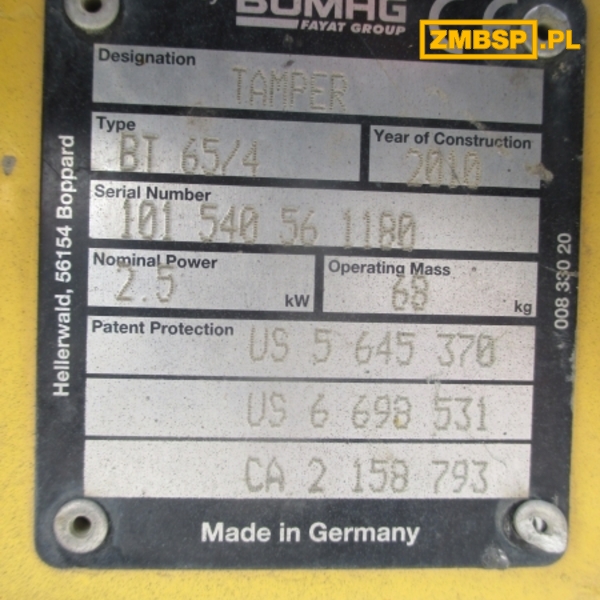 BOMAG
FAYAT GROUP
ZMBSP.PL
Designation
TAMPER
Type
BT 65/4
Year of Construction
2010
Serial Number
101 540 56 1180
Nominal Power
2.5 kW
Operating Mass
68 kg
Patent Protection
US 5 645 370
US 6 698 531
CA 2 158 793
Made in Germany
Hellerwald, 56154 Boppard
008 330 20